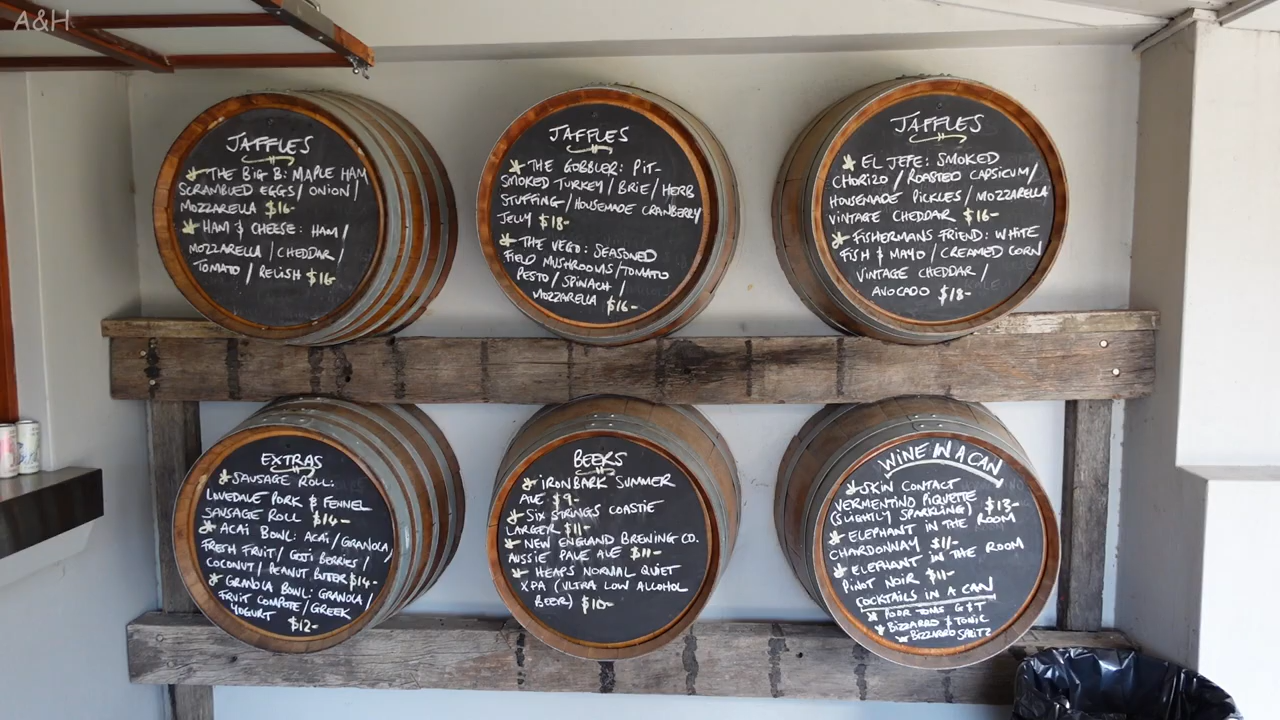 A&H
JAFFLES
THE BIG B: MAPLE HAM
SCRAMBLED EGGS / ONION /
MOZZARELLA $16-
HAM & CHEESE: HAM /
MOZZARELLA / CHEDDAR /
TOMATO / RELISH $16-
JAFFLES
THE GOBBLER: PIT-
SMOKED TURKEY / BRIE / HERB
STUFFING / HOUSEMADE CRANBERRY
JELLY $18-
THE VEGO: SEASONED
FIELD MUSHROOMS / TOMATO
PESTO / SPINACH /
MOZZARELLA $16-
JAFFLES
EL JEFE: SMOKED
CHORIZO / ROASTED CAPSICUM /
HOUSEMADE PICKLES / MOZZARELLA
VINTAGE CHEDDAR $16-
FISHERMANS FRIEND: WHITE
FISH & MAYO / CREAMED CORN
VINTAGE CHEDDAR /
AVOCADO $18-
EXTRAS
SAUSAGE ROLL:
LOVEDALE PORK & FENNEL
SAUSAGE ROLL $14-
ACAI BOWL: ACAI / GRANOLA /
FRESH FRUIT / GOJI BERRIES /
COCONUT / PEANUT BUTER $14-
GRANOLA BOWL: GRANOLA /
FRUIT COMPOTE / GREEK
YOGURT $12-
BEERS
IRONBARK SUMMER
ALE $9-
SIX STRINGS COASTIE
LARGER $11-
NEW ENGLAND BREWING CO.
AUSSIE PALE ALE $11-
HEAPS NORMAL QUIET
XPA (ULTRA LOW ALCOHOL
BEER) $10-
WINE IN A CAN
SKIN CONTACT
VERMENTINO PIQUETTE
(SLIGHTLY SPARKLING) $13-
ELEPHANT IN THE ROOM
CHARDONNAY $11-
ELEPHANT IN THE ROOM
PINOT NOIR $11-
COCKTAILS IN A CAN
POOR TOMS G&T
BIZZARRO & TONIC
BIZZARRO SPRITZ